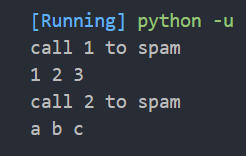 [Running] python -u
call 1 to spam
1 2 3
call 2 to spam
a b c